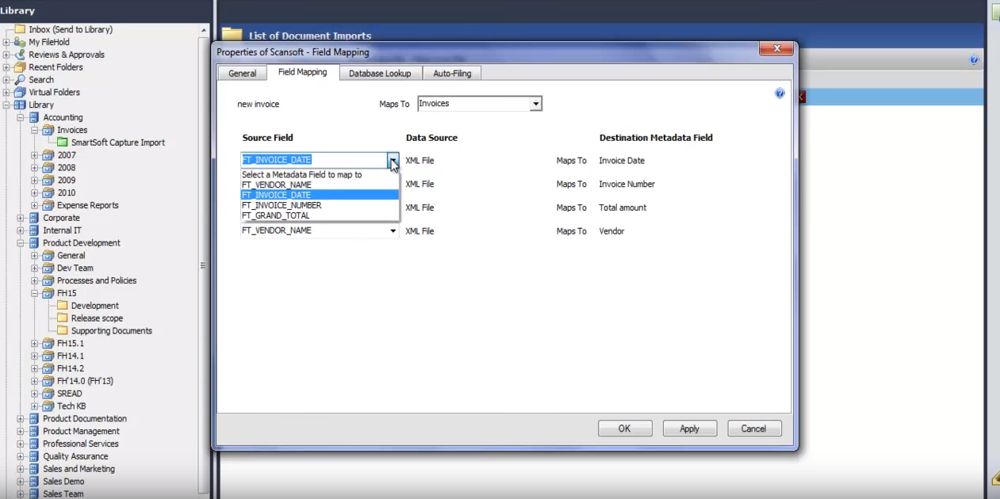 Library
Inbox (Send to Library)
My FileHold
Reviews & Approvals
Recent Folders
Search
Virtual Folders
Library
Accounting
Invoices
SmartSoft Capture Import
2007
2008
2009
2010
Expense Reports
Corporate
Internal IT
Product Development
General
Dev Team
Processes and Policies
FH15
Development
Release scope
Supporting Documents
FH15.1
FH14.1
FH14.2
FH'14.0 (FH'13)
SREAD
Tech KB
Product Documentation
Product Management
Professional Services
Quality Assurance
Sales and Marketing
Sales Demo
Sales Team
List of Document Imports
Properties of Scansoft - Field Mapping
General Field Mapping Database Lookup Auto-Filing
new invoice Maps To Invoices
Source Field Data Source Destination Metadata Field
FT_INVOICE_DATE XML File Maps To Invoice Date
Select a Metadata Field to map to
FT_VENDOR_NAME XML File Maps To Invoice Number
FT_INVOICE_DATE
FT_INVOICE_NUMBER XML File Maps To Total amount
FT_GRAND_TOTAL
FT_VENDOR_NAME XML File Maps To Vendor
OK Apply Cancel